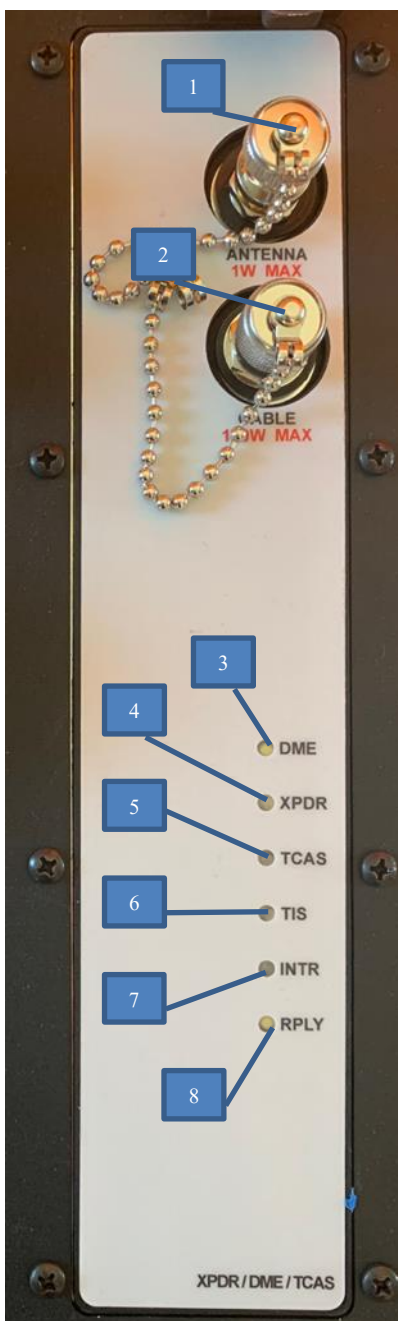 1
ANTENNA
1W MAX
2
CABLE
W MAX
3
DME
4
XPDR
5
TCAS
6
TIS
7
INTR
8
RPLY
XPDR / DME / TCAS